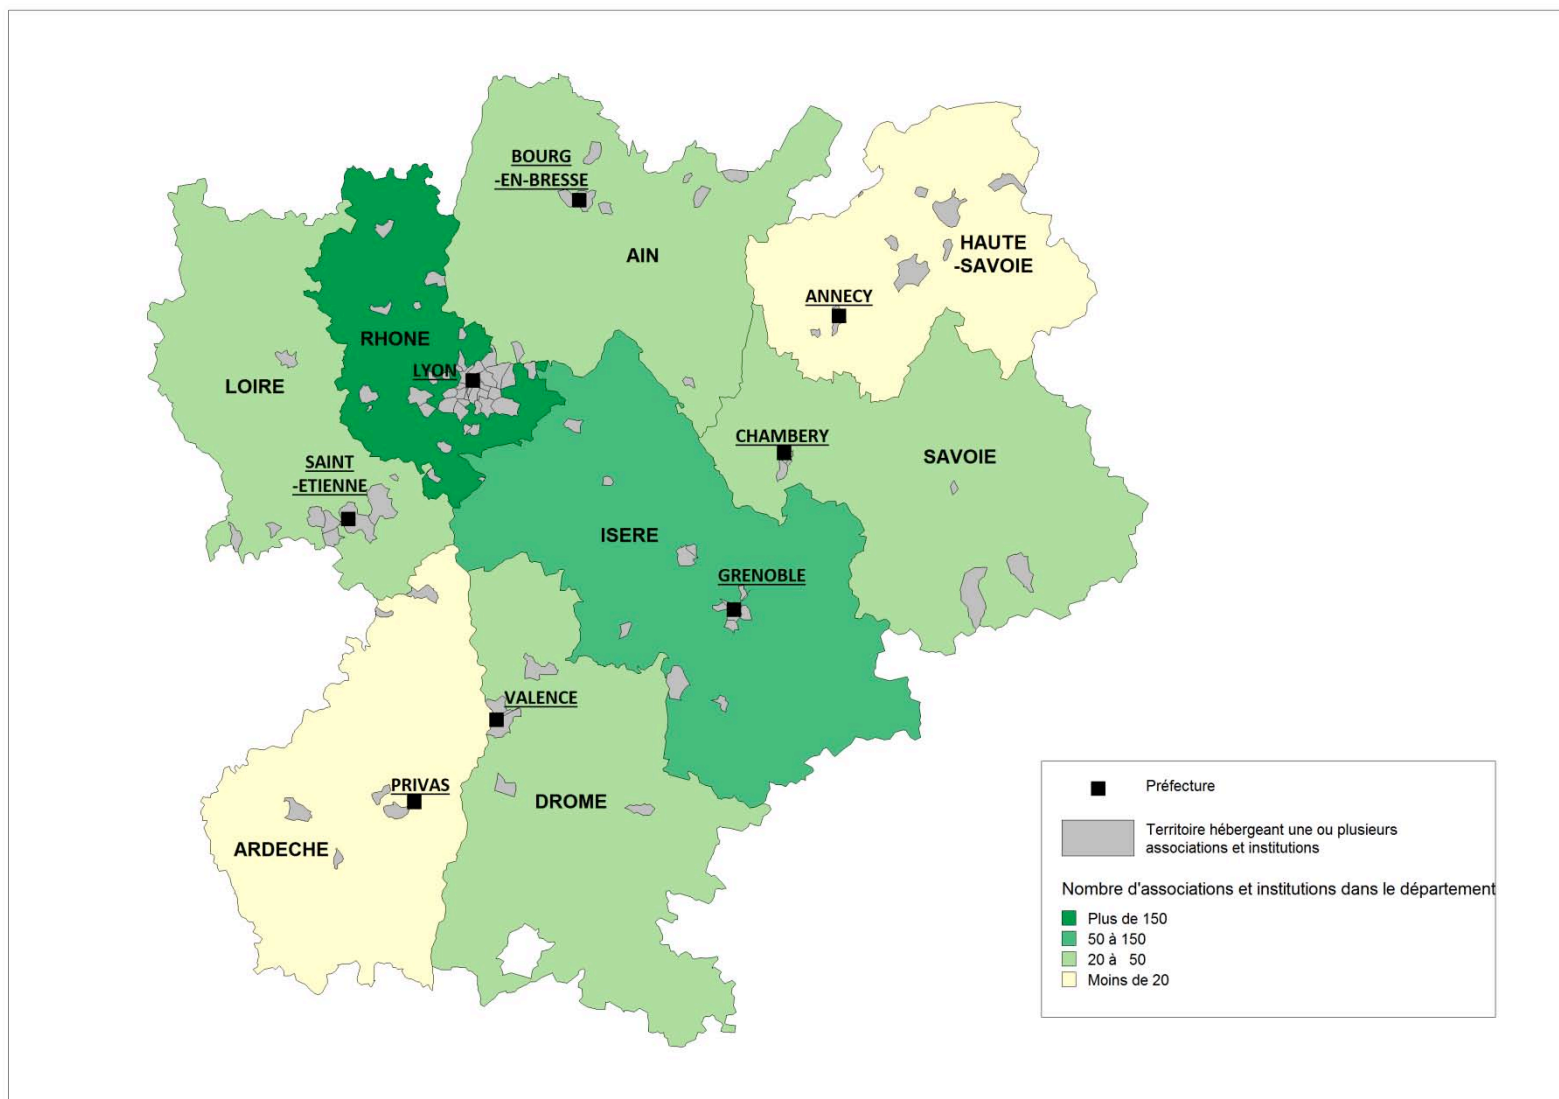 BOURG
-EN-BRESSE
AIN
HAUTE
-SAVOIE
ANNECY
RHONE
LYON
LOIRE
CHAMBERY
SAVOIE
SAINT
-ETIENNE
ISERE
GRENOBLE
VALENCE
PRIVAS
DROME
ARDECHE
Préfecture
Territoire hébergeant une ou plusieurs
associations et institutions
Nombre d'associations et institutions dans le département
Plus de 150
50 à 150
20 à 50
Moins de 20